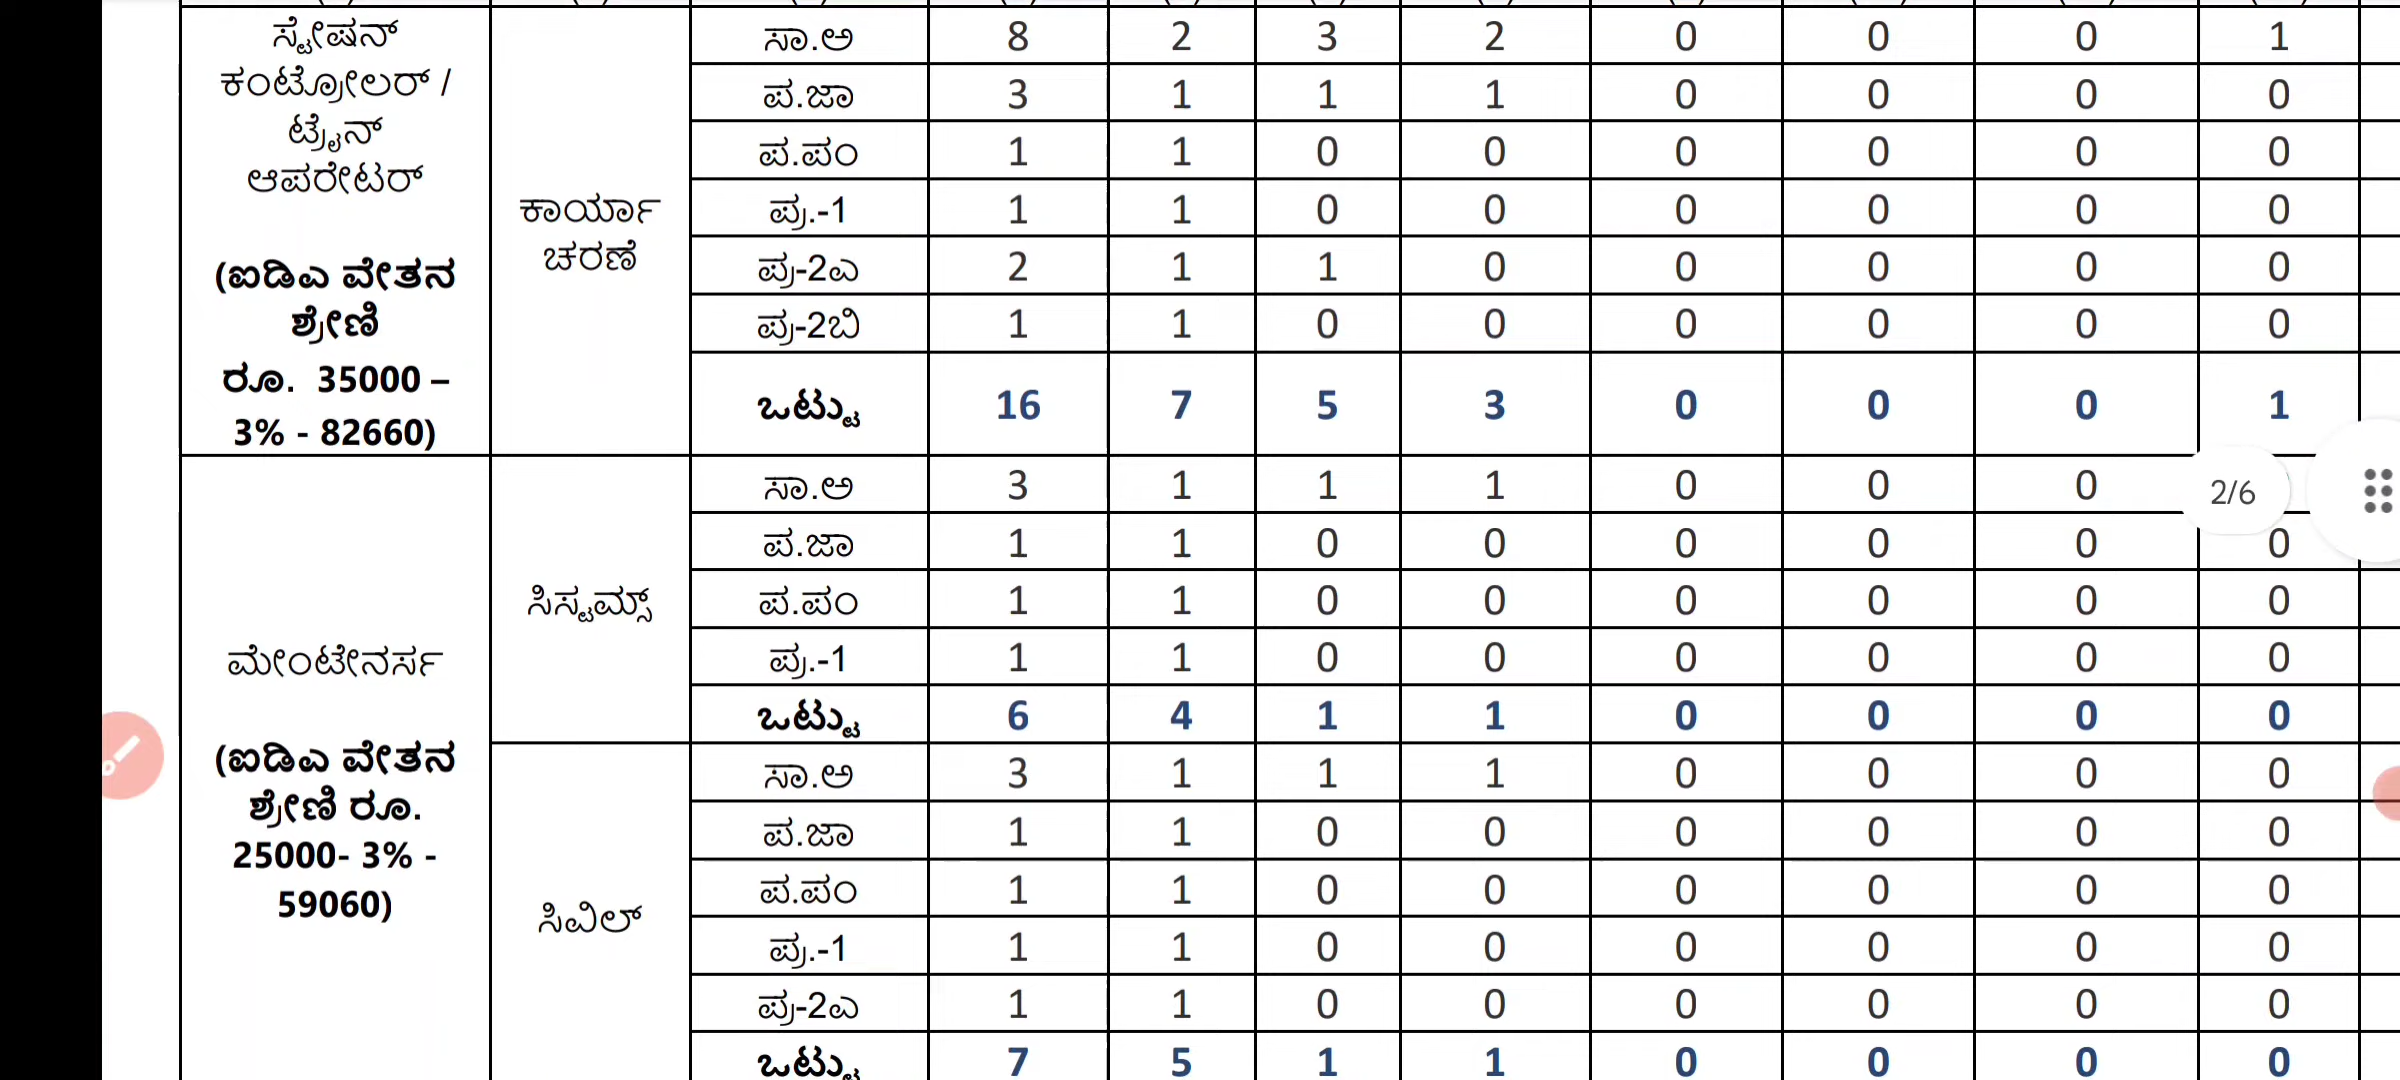 ಸ್ಟೇಷನ್
ಕಂಟ್ರೋಲರ್ /
ಟ್ರೈನ್
ಆಪರೇಟರ್
(ಐಡಿಎ ವೇತನ
ಶ್ರೇಣಿ
ರೂ. 35000 –
3% - 82660)
ಕಾರ್ಯಾ
ಚರಣೆ
ಸಾ.ಅ 8 2 3 2 0 0 0 1
ಪ.ಜಾ 3 1 1 1 0 0 0 0
ಪ.ಪಂ 1 1 0 0 0 0 0 0
ಪ್ರ.-1 1 1 0 0 0 0 0 0
ಪ್ರ-2ಎ 2 1 1 0 0 0 0 0
ಪ್ರ-2ಬಿ 1 1 0 0 0 0 0 0
ಒಟ್ಟು 16 7 5 3 0 0 0 1
ಮೇಂಟೇನರ್ಸ
(ಐಡಿಎ ವೇತನ
ಶ್ರೇಣಿ ರೂ.
25000- 3% -
59060)
ಸಿಸ್ಟಮ್ಸ್
ಸಾ.ಅ 3 1 1 1 0 0 0
2/6
ಪ.ಜಾ 1 1 0 0 0 0 0 0
ಪ.ಪಂ 1 1 0 0 0 0 0 0
ಪ್ರ.-1 1 1 0 0 0 0 0 0
ಒಟ್ಟು 6 4 1 1 0 0 0 0
ಸಿವಿಲ್
ಸಾ.ಅ 3 1 1 1 0 0 0 0
ಪ.ಜಾ 1 1 0 0 0 0 0 0
ಪ.ಪಂ 1 1 0 0 0 0 0 0
ಪ್ರ.-1 1 1 0 0 0 0 0 0
ಪ್ರ-2ಎ 1 1 0 0 0 0 0 0
ಒಟ್ಟು 7 5 1 1 0 0 0 0